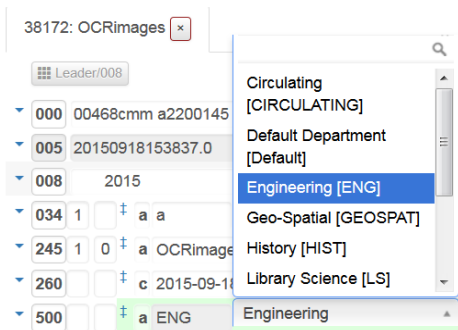 38172: OCRimages ×
Leader/008
000 00468cmm a2200145
005 20150918153837.0
008 2015
034 1 ‡ a a
245 1 0 ‡ a OCRimage
260 ‡ c 2015-09-18
500 ‡ a ENG
Circulating
[CIRCULATING]
Default Department
[Default]
Engineering [ENG]
Geo-Spatial [GEOSPAT]
History [HIST]
Library Science [LS]
Engineering